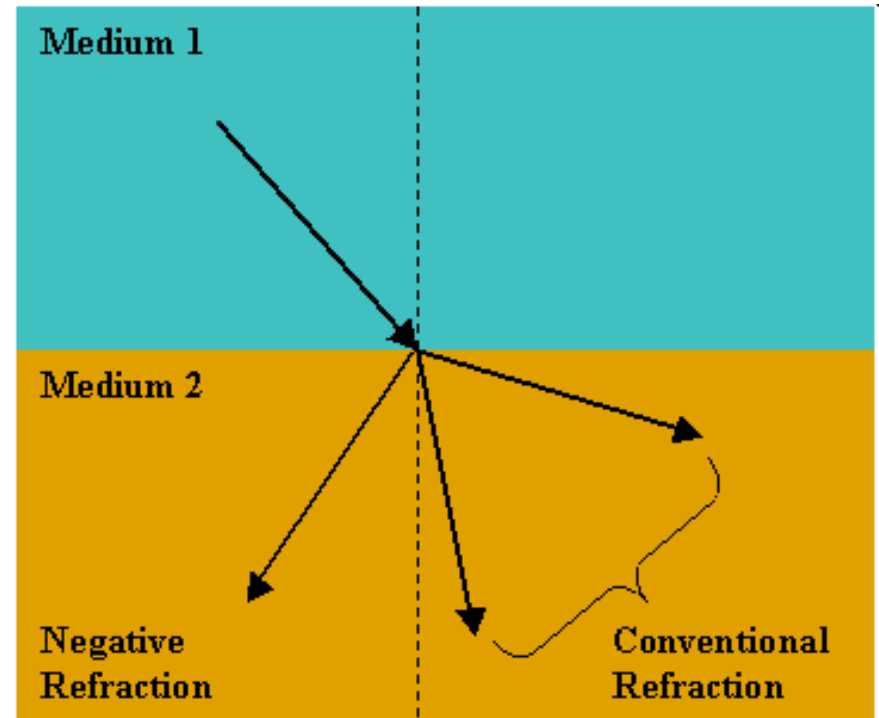 Medium 1
Medium 2
Negative
Refraction
Conventional
Refraction